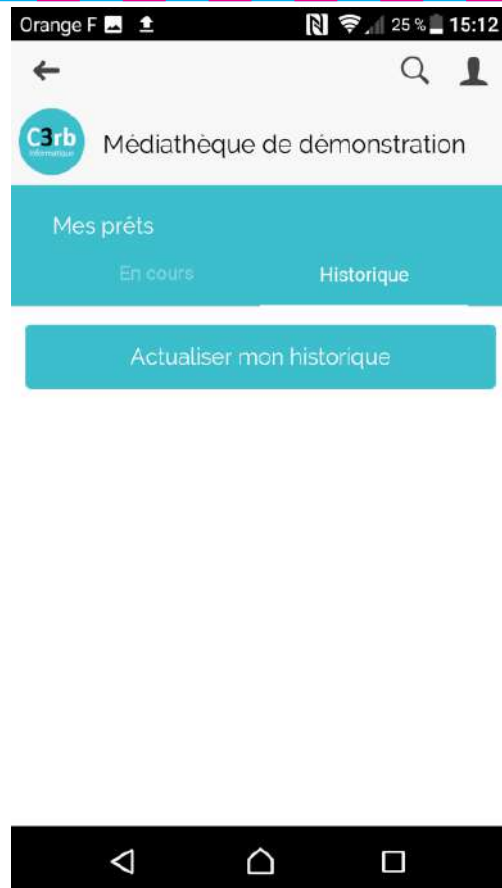 Orange F 25 % 15:12
C3rb
Informatique
Médiathèque de démonstration
Mes prêts
En cours Historique
Actualiser mon historique